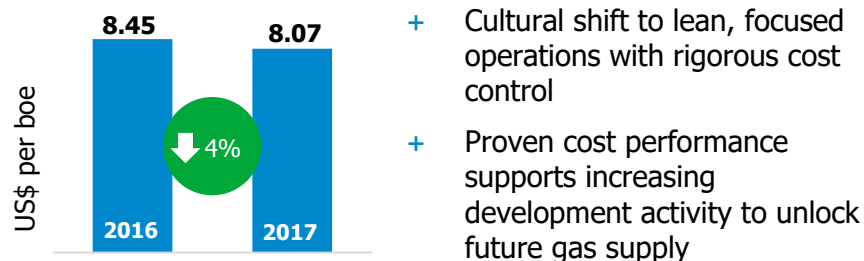 8.45
8.07
US$ per boe
4%
2016
2017
+ Cultural shift to lean, focused
operations with rigorous cost
control
+ Proven cost performance
supports increasing
development activity to unlock
future gas supply